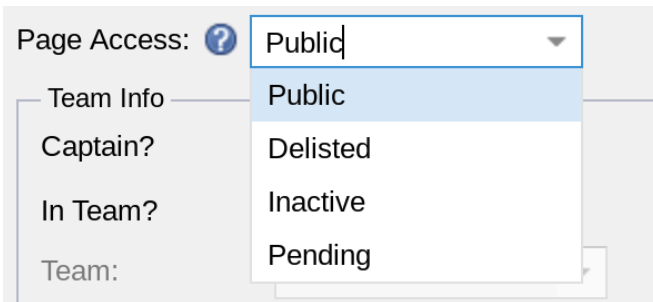 Page Access: ? Public
Team Info
Public
Captain?
Delisted
In Team?
Inactive
Team:
Pending